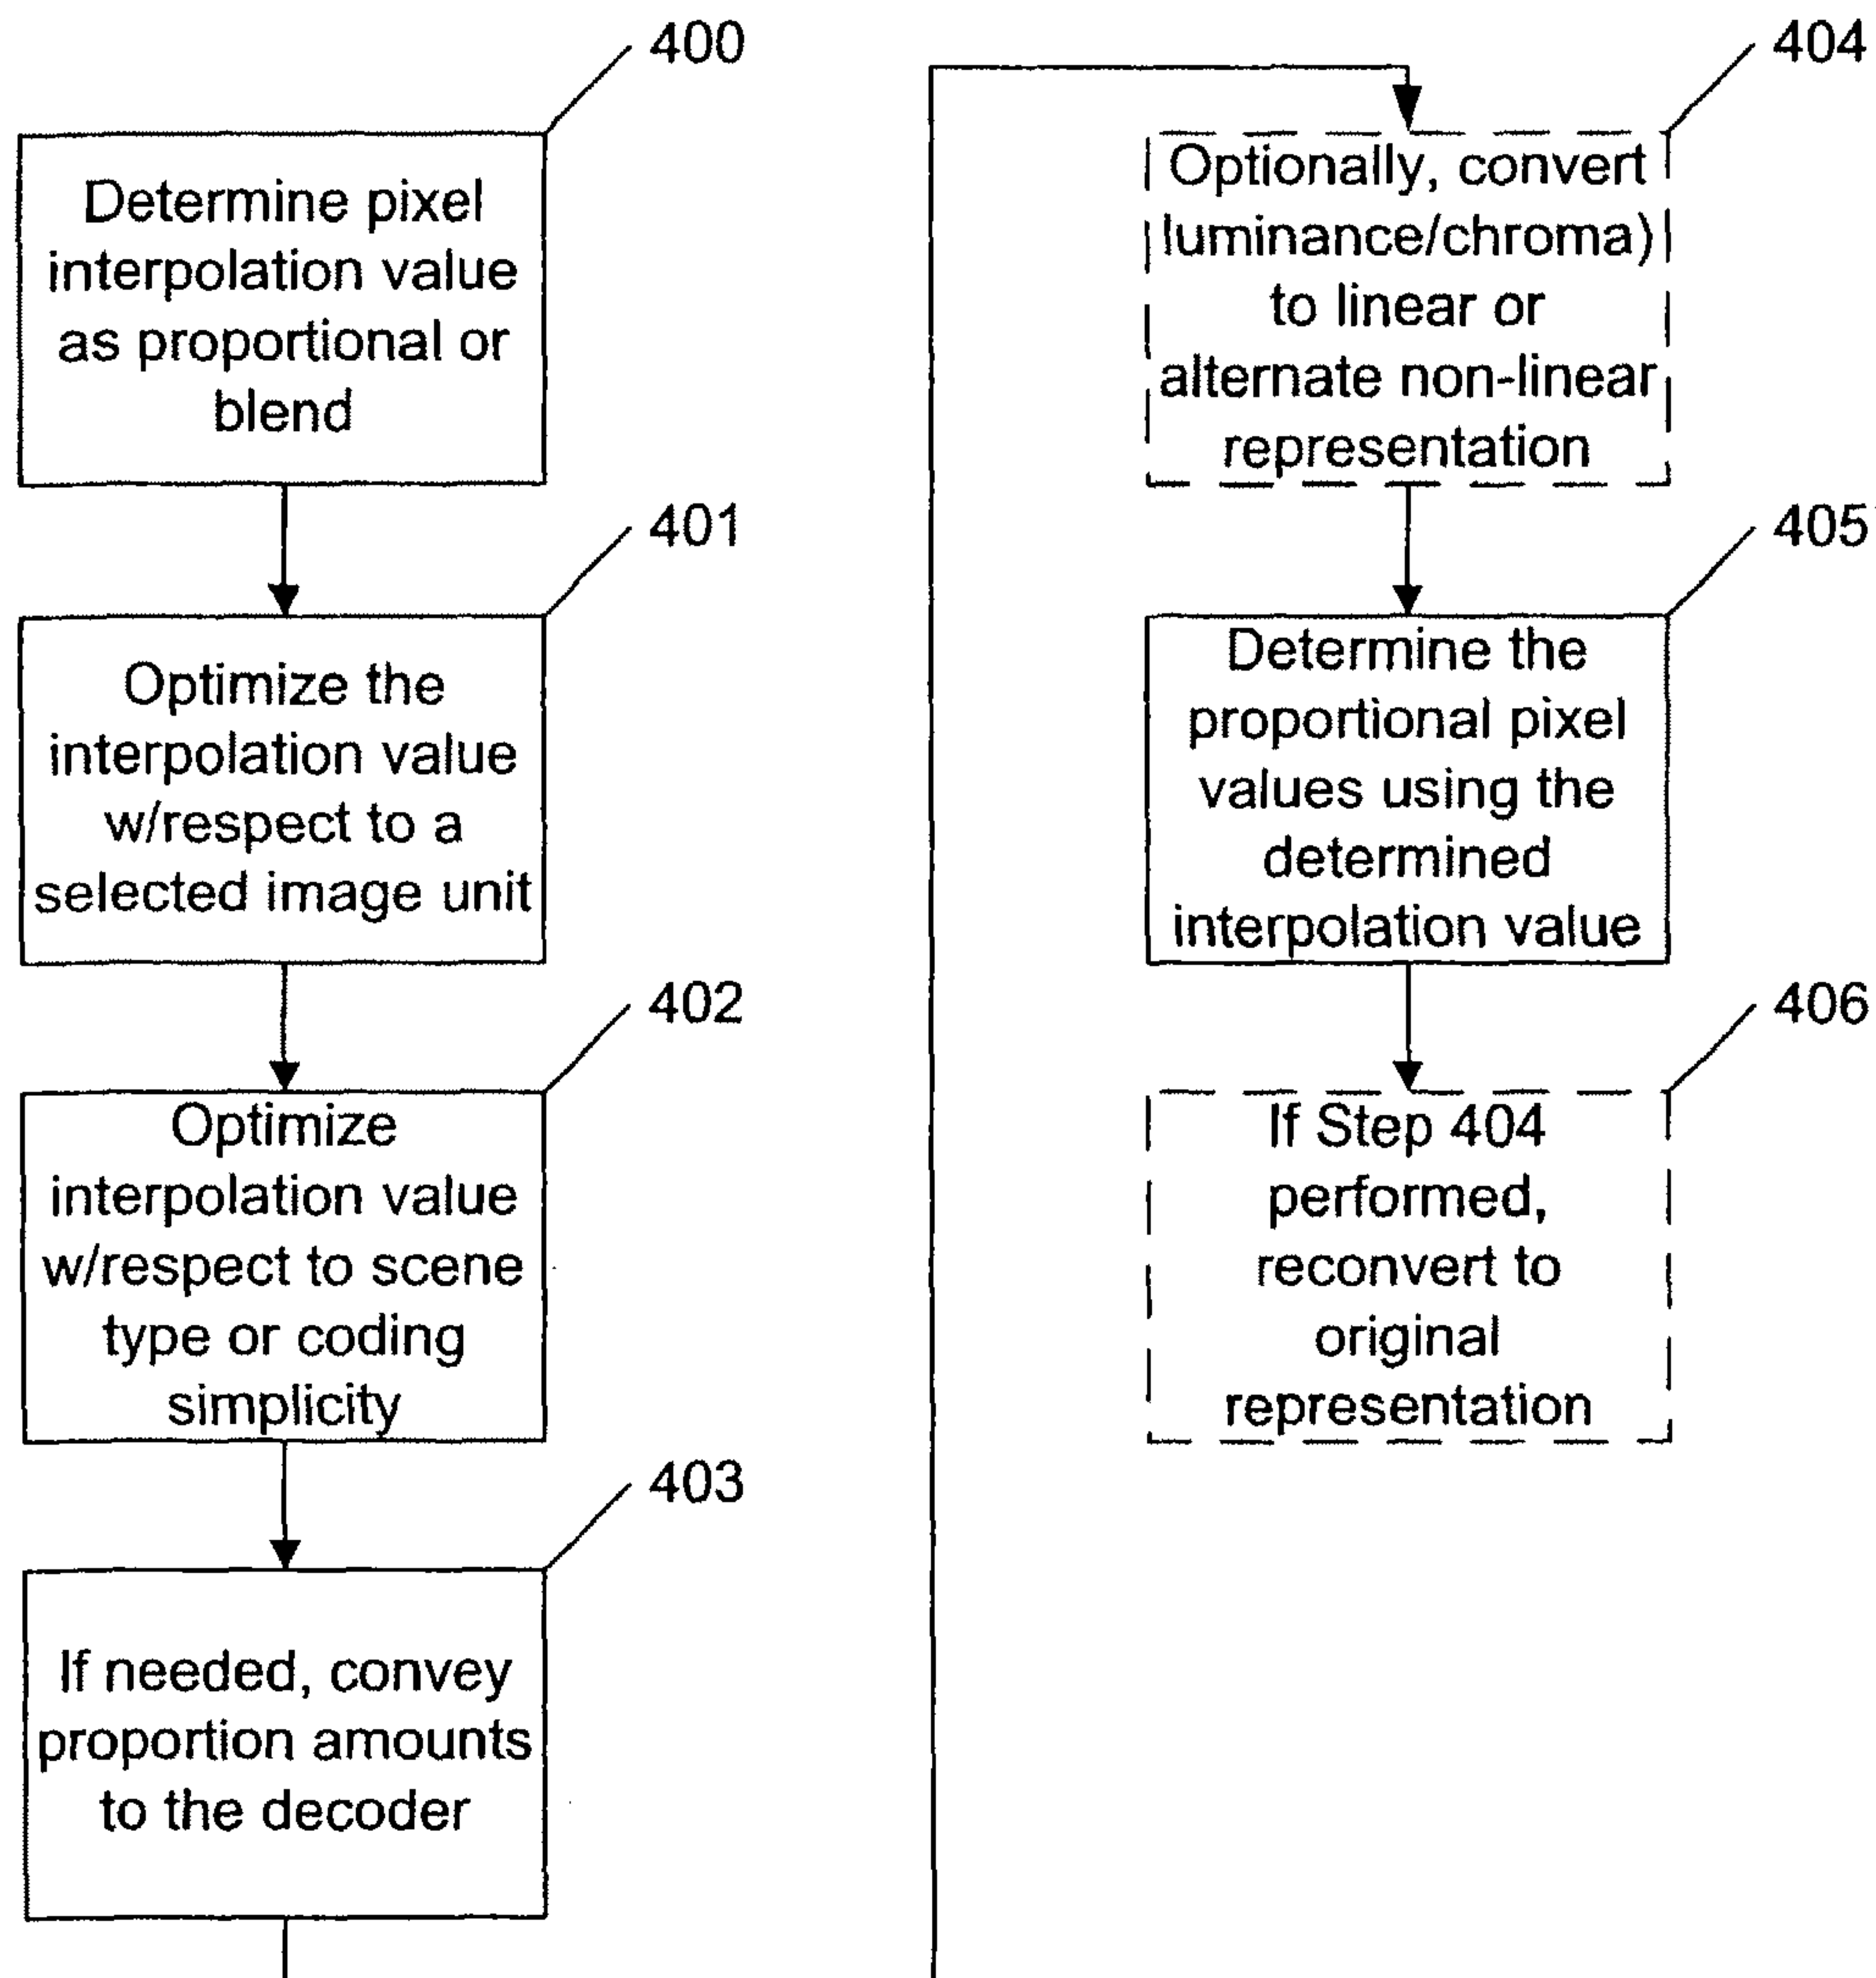 400
Determine pixel
interpolation value
as proportional or
blend
401
Optimize the
interpolation value
w/respect to a
selected image unit
402
Optimize
interpolation value
w/respect to scene
type or coding
simplicity
403
If needed, convey
proportion amounts
to the decoder
404
Optionally, convert
luminance/chroma)
to linear or
alternate non-linear
representation
405
Determine the
proportional pixel
values using the
determined
interpolation value
406
If Step 404
performed,
reconvert to
original
representation